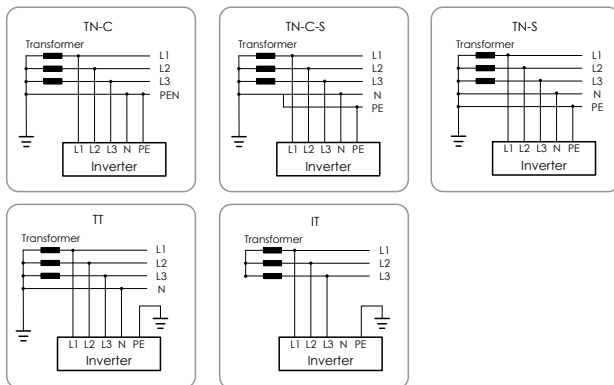 TN-C
Transformer
L1
L2
L3
PEN
L1 L2 L3 N PE
Inverter
TN-C-S
Transformer
L1
L2
L3
N
PE
L1 L2 L3 N PE
Inverter
TN-S
Transformer
L1
L2
L3
N
PE
L1 L2 L3 N PE
Inverter
TT
Transformer
L1
L2
L3
N
L1 L2 L3 N PE
Inverter
IT
Transformer
L1
L2
L3
L1 L2 L3 N PE
Inverter